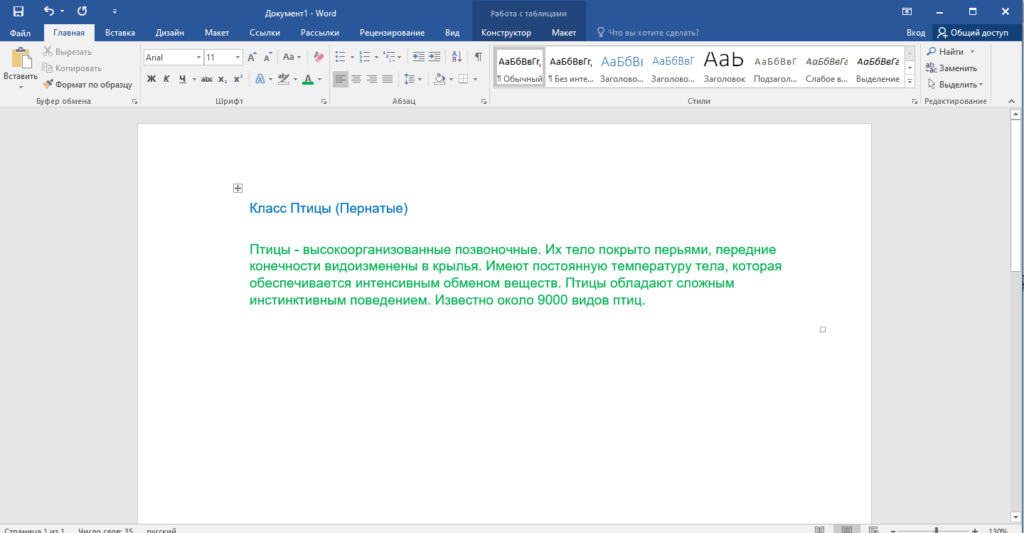 Документ1 - Word
Работа с таблицами
Файл Главная Вставка Дизайн Макет Ссылки Рассылки Рецензирование Вид Конструктор Макет Что вы хотите сделать? Вход Общий доступ
Вставить
Вырезать
Копировать
Формат по образцу
Буфер обмена
Arial 11
Aa
Ж К Ч abc x₂ x²
Шрифт
Абзац
АаБбВвГг, АаБбВвГг, АаБбВı АаБбВвГ АаЬ АаБбВвГ АаБбВвГг АаБбВвГг
¶ Обычный ¶ Без инте... Заголово... Заголово... Заголовок Подзагол... Слабое в... Выделение
Стили
Найти
Заменить
Выделить
Редактирование
Класс Птицы (Пернатые)
Птицы - высокоорганизованные позвоночные. Их тело покрыто перьями, передние
конечности видоизменены в крылья. Имеют постоянную температуру тела, которая
обеспечивается интенсивным обменом веществ. Птицы обладают сложным
инстинктивным поведением. Известно около 9000 видов птиц.
Страница 1 из 1 Число слов: 35 русский 130%